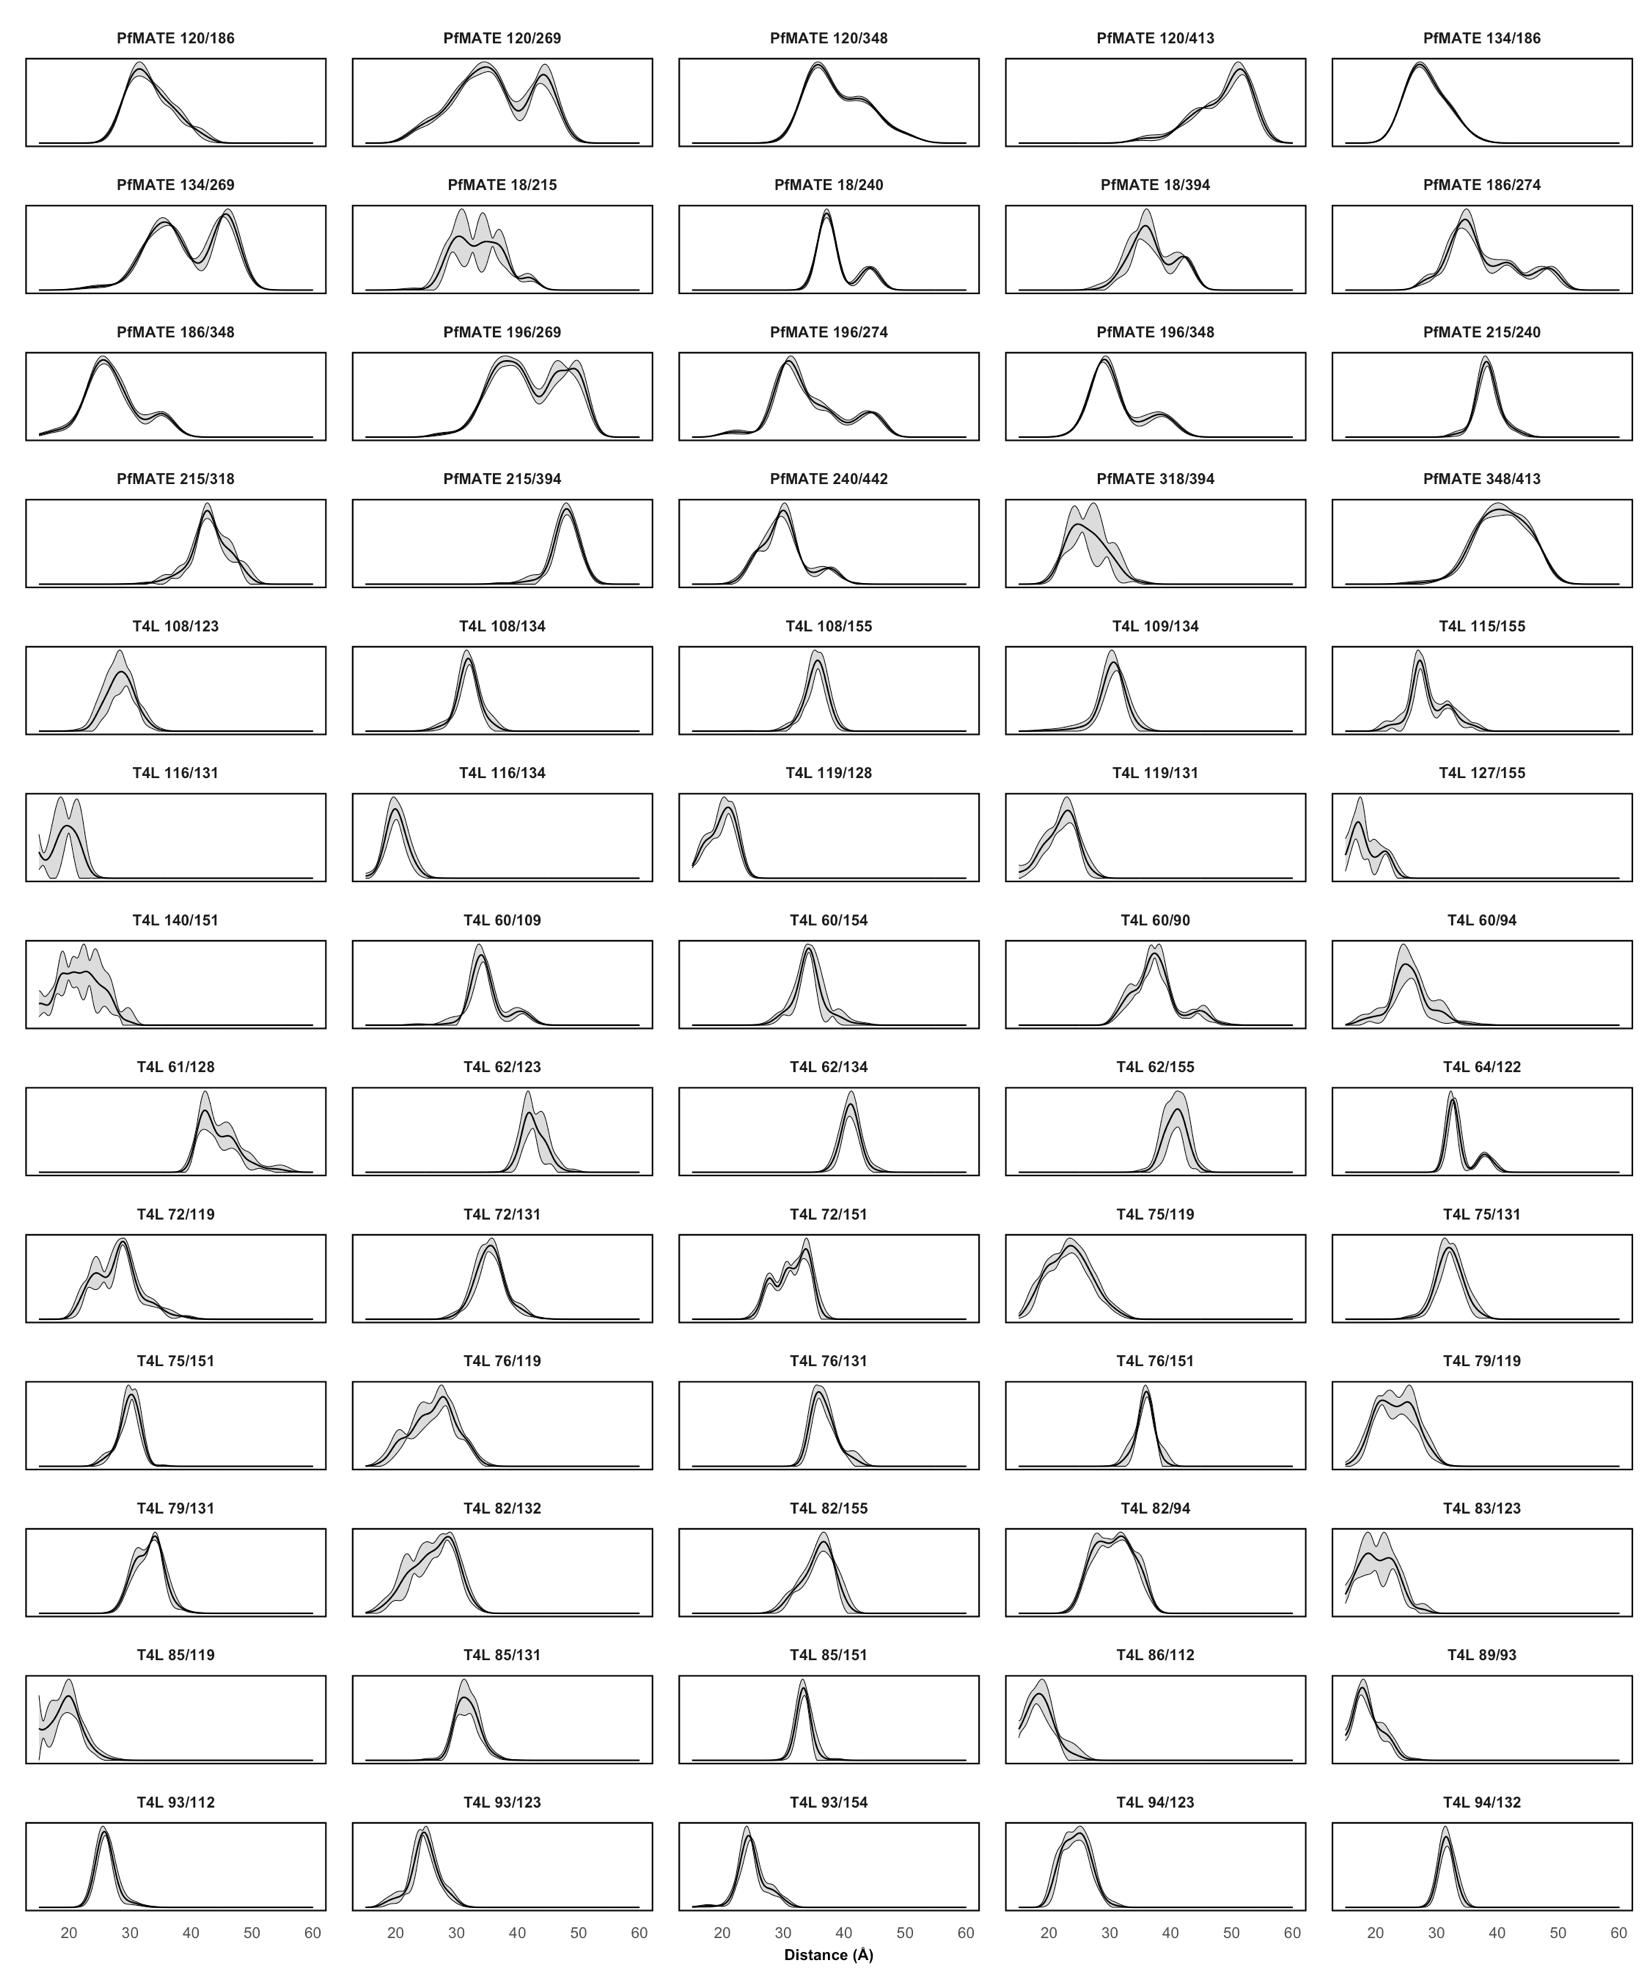 PfMATE 120/186 PfMATE 120/269 PfMATE 120/348 PfMATE 120/413 PfMATE 134/186
PfMATE 134/269 PfMATE 18/215 PfMATE 18/240 PfMATE 18/394 PfMATE 186/274
PfMATE 186/348 PfMATE 196/269 PfMATE 196/274 PfMATE 196/348 PfMATE 215/240
PfMATE 215/318 PfMATE 215/394 PfMATE 240/442 PfMATE 318/394 PfMATE 348/413
T4L 108/123 T4L 108/134 T4L 108/155 T4L 109/134 T4L 115/155
T4L 116/131 T4L 116/134 T4L 119/128 T4L 119/131 T4L 127/155
T4L 140/151 T4L 60/109 T4L 60/154 T4L 60/90 T4L 60/94
T4L 61/128 T4L 62/123 T4L 62/134 T4L 62/155 T4L 64/122
T4L 72/119 T4L 72/131 T4L 72/151 T4L 75/119 T4L 75/131
T4L 75/151 T4L 76/119 T4L 76/131 T4L 76/151 T4L 79/119
T4L 79/131 T4L 82/132 T4L 82/155 T4L 82/94 T4L 83/123
T4L 85/119 T4L 85/131 T4L 85/151 T4L 86/112 T4L 89/93
T4L 93/112 T4L 93/123 T4L 93/154 T4L 94/123 T4L 94/132
20 30 40 50 60 20 30 40 50 60 20 30 40 50 60 20 30 40 50 60 20 30 40 50 60
Distance (Å)